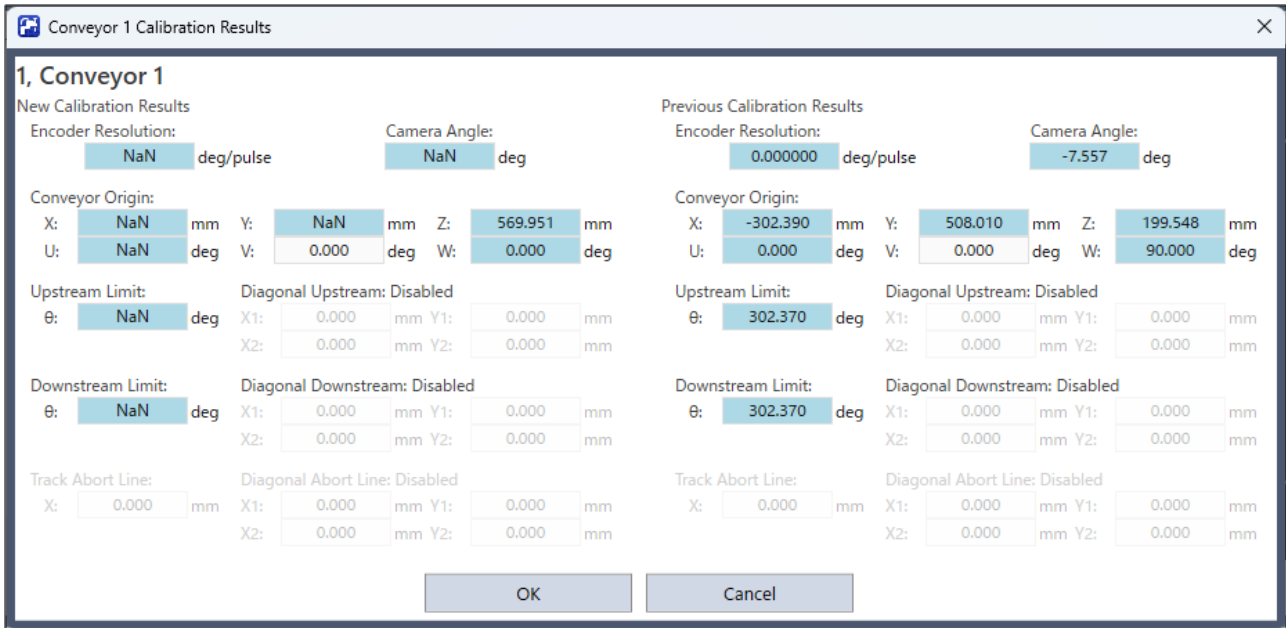 Conveyor 1 Calibration Results
1, Conveyor 1
New Calibration Results
Encoder Resolution: Camera Angle:
NaN deg/pulse NaN deg
Conveyor Origin:
X: NaN mm Y: NaN mm Z: 569.951 mm
U: NaN deg V: 0.000 deg W: 0.000 deg
Upstream Limit: Diagonal Upstream: Disabled
θ: NaN deg X1: 0.000 mm Y1: 0.000 mm
X2: 0.000 mm Y2: 0.000 mm
Downstream Limit: Diagonal Downstream: Disabled
θ: NaN deg X1: 0.000 mm Y1: 0.000 mm
X2: 0.000 mm Y2: 0.000 mm
Track Abort Line: Diagonal Abort Line: Disabled
X: 0.000 mm X1: 0.000 mm Y1: 0.000 mm
X2: 0.000 mm Y2: 0.000 mm
Previous Calibration Results
Encoder Resolution: Camera Angle:
0.000000 deg/pulse -7.557 deg
Conveyor Origin:
X: -302.390 mm Y: 508.010 mm Z: 199.548 mm
U: 0.000 deg V: 0.000 deg W: 90.000 deg
Upstream Limit: Diagonal Upstream: Disabled
θ: 302.370 deg X1: 0.000 mm Y1: 0.000 mm
X2: 0.000 mm Y2: 0.000 mm
Downstream Limit: Diagonal Downstream: Disabled
θ: 302.370 deg X1: 0.000 mm Y1: 0.000 mm
X2: 0.000 mm Y2: 0.000 mm
Track Abort Line: Diagonal Abort Line: Disabled
X: 0.000 mm X1: 0.000 mm Y1: 0.000 mm
X2: 0.000 mm Y2: 0.000 mm
OK Cancel